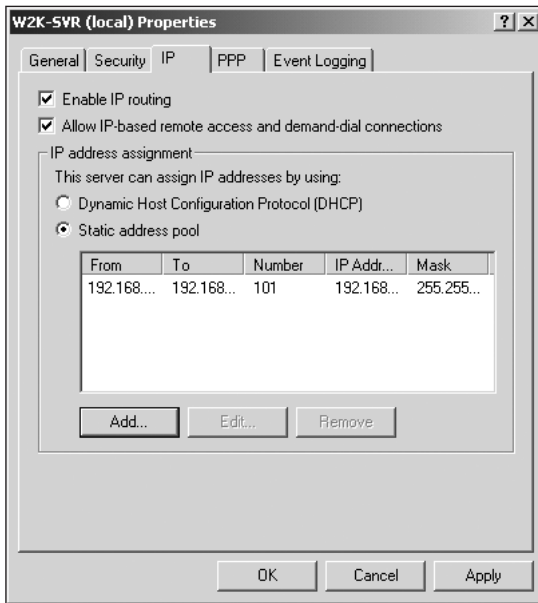 W2K-SVR (local) Properties
General Security IP PPP Event Logging
Enable IP routing
Allow IP-based remote access and demand-dial connections
IP address assignment
This server can assign IP addresses by using:
Dynamic Host Configuration Protocol (DHCP)
Static address pool
From To Number IP Addr... Mask
192.168.... 192.168... 101 192.168... 255.255...
Add... Edit... Remove
OK Cancel Apply